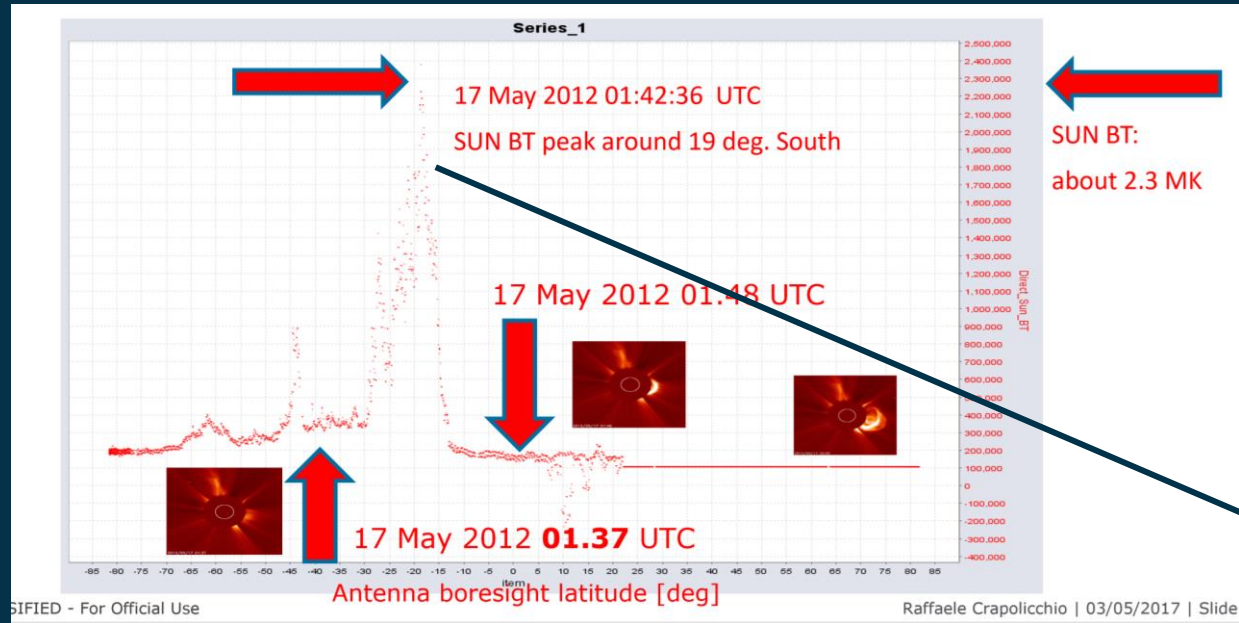 Series_1
2,500,000
2,400,000
2,300,000
2,200,000
2,100,000
2,000,000
1,900,000
1,800,000
1,700,000
1,600,000
1,500,000
1,400,000
1,300,000
1,200,000
1,100,000
1,000,000
900,000
800,000
700,000
600,000
500,000
400,000
300,000
200,000
100,000
0
-100,000
-200,000
-300,000
-400,000
Direct_Sun_BT
17 May 2012 01:42:36 UTC
SUN BT peak around 19 deg. South
SUN BT:
about 2.3 MK
17 May 2012 01.48 UTC
17 May 2012 01.37 UTC
-85 -80 -75 -70 -65 -60 -55 -50 -45 -40 -35 -30 -25 -20 -15 -10 -5 0 5 10 15 20 25 30 35 40 45 50 55 60 65 70 75 80 85
item
Antenna boresight latitude [deg]
SIFIED - For Official Use
Raffaele Crapolicchio | 03/05/2017 | Slide